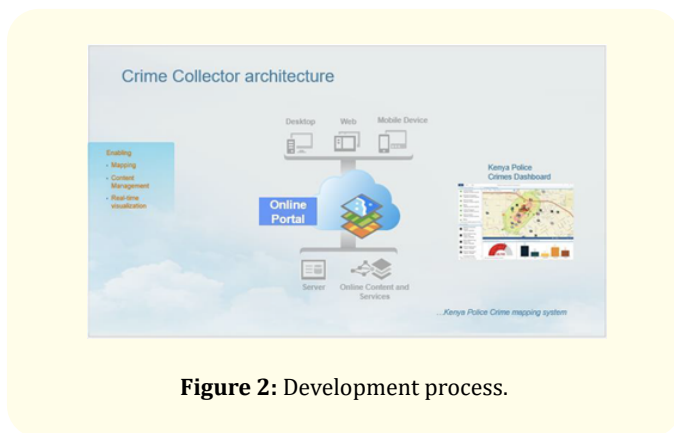 Crime Collector architecture
Desktop
Web
Mobile Device
Enabling
• Mapping
• Content
Management
• Real-time
visualization
Online
Portal
Kenya Police
Crimes Dashboard
Server
Online Content and
Services
...Kenya Police Crime mapping system
Figure 2: Development process.